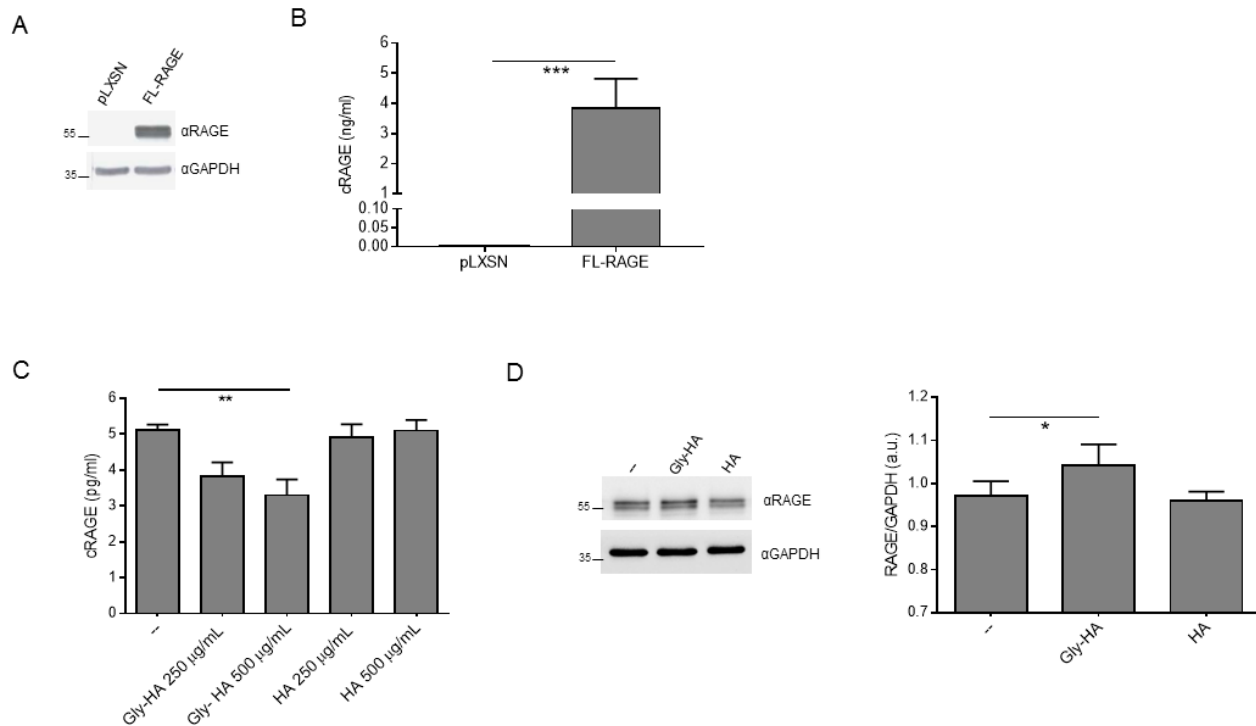 A
pLXSN
FL-RAGE
55
αRAGE
35
αGAPDH
B
cRAGE (ng/ml)
6
5
4
3
2
1
0.10
0.05
0.00
***
pLXSN
FL-RAGE
C
cRAGE (pg/ml)
6
5
4
3
2
1
0
**
--
Gly-HA 250 µg/mL
Gly- HA 500 µg/mL
HA 250 µg/mL
HA 500 µg/mL
D
--
Gly-HA
HA
55
αRAGE
35
αGAPDH
RAGE/GAPDH (a.u.)
1.2
1.1
1.0
0.9
0.8
0.7
*
--
Gly-HA
HA